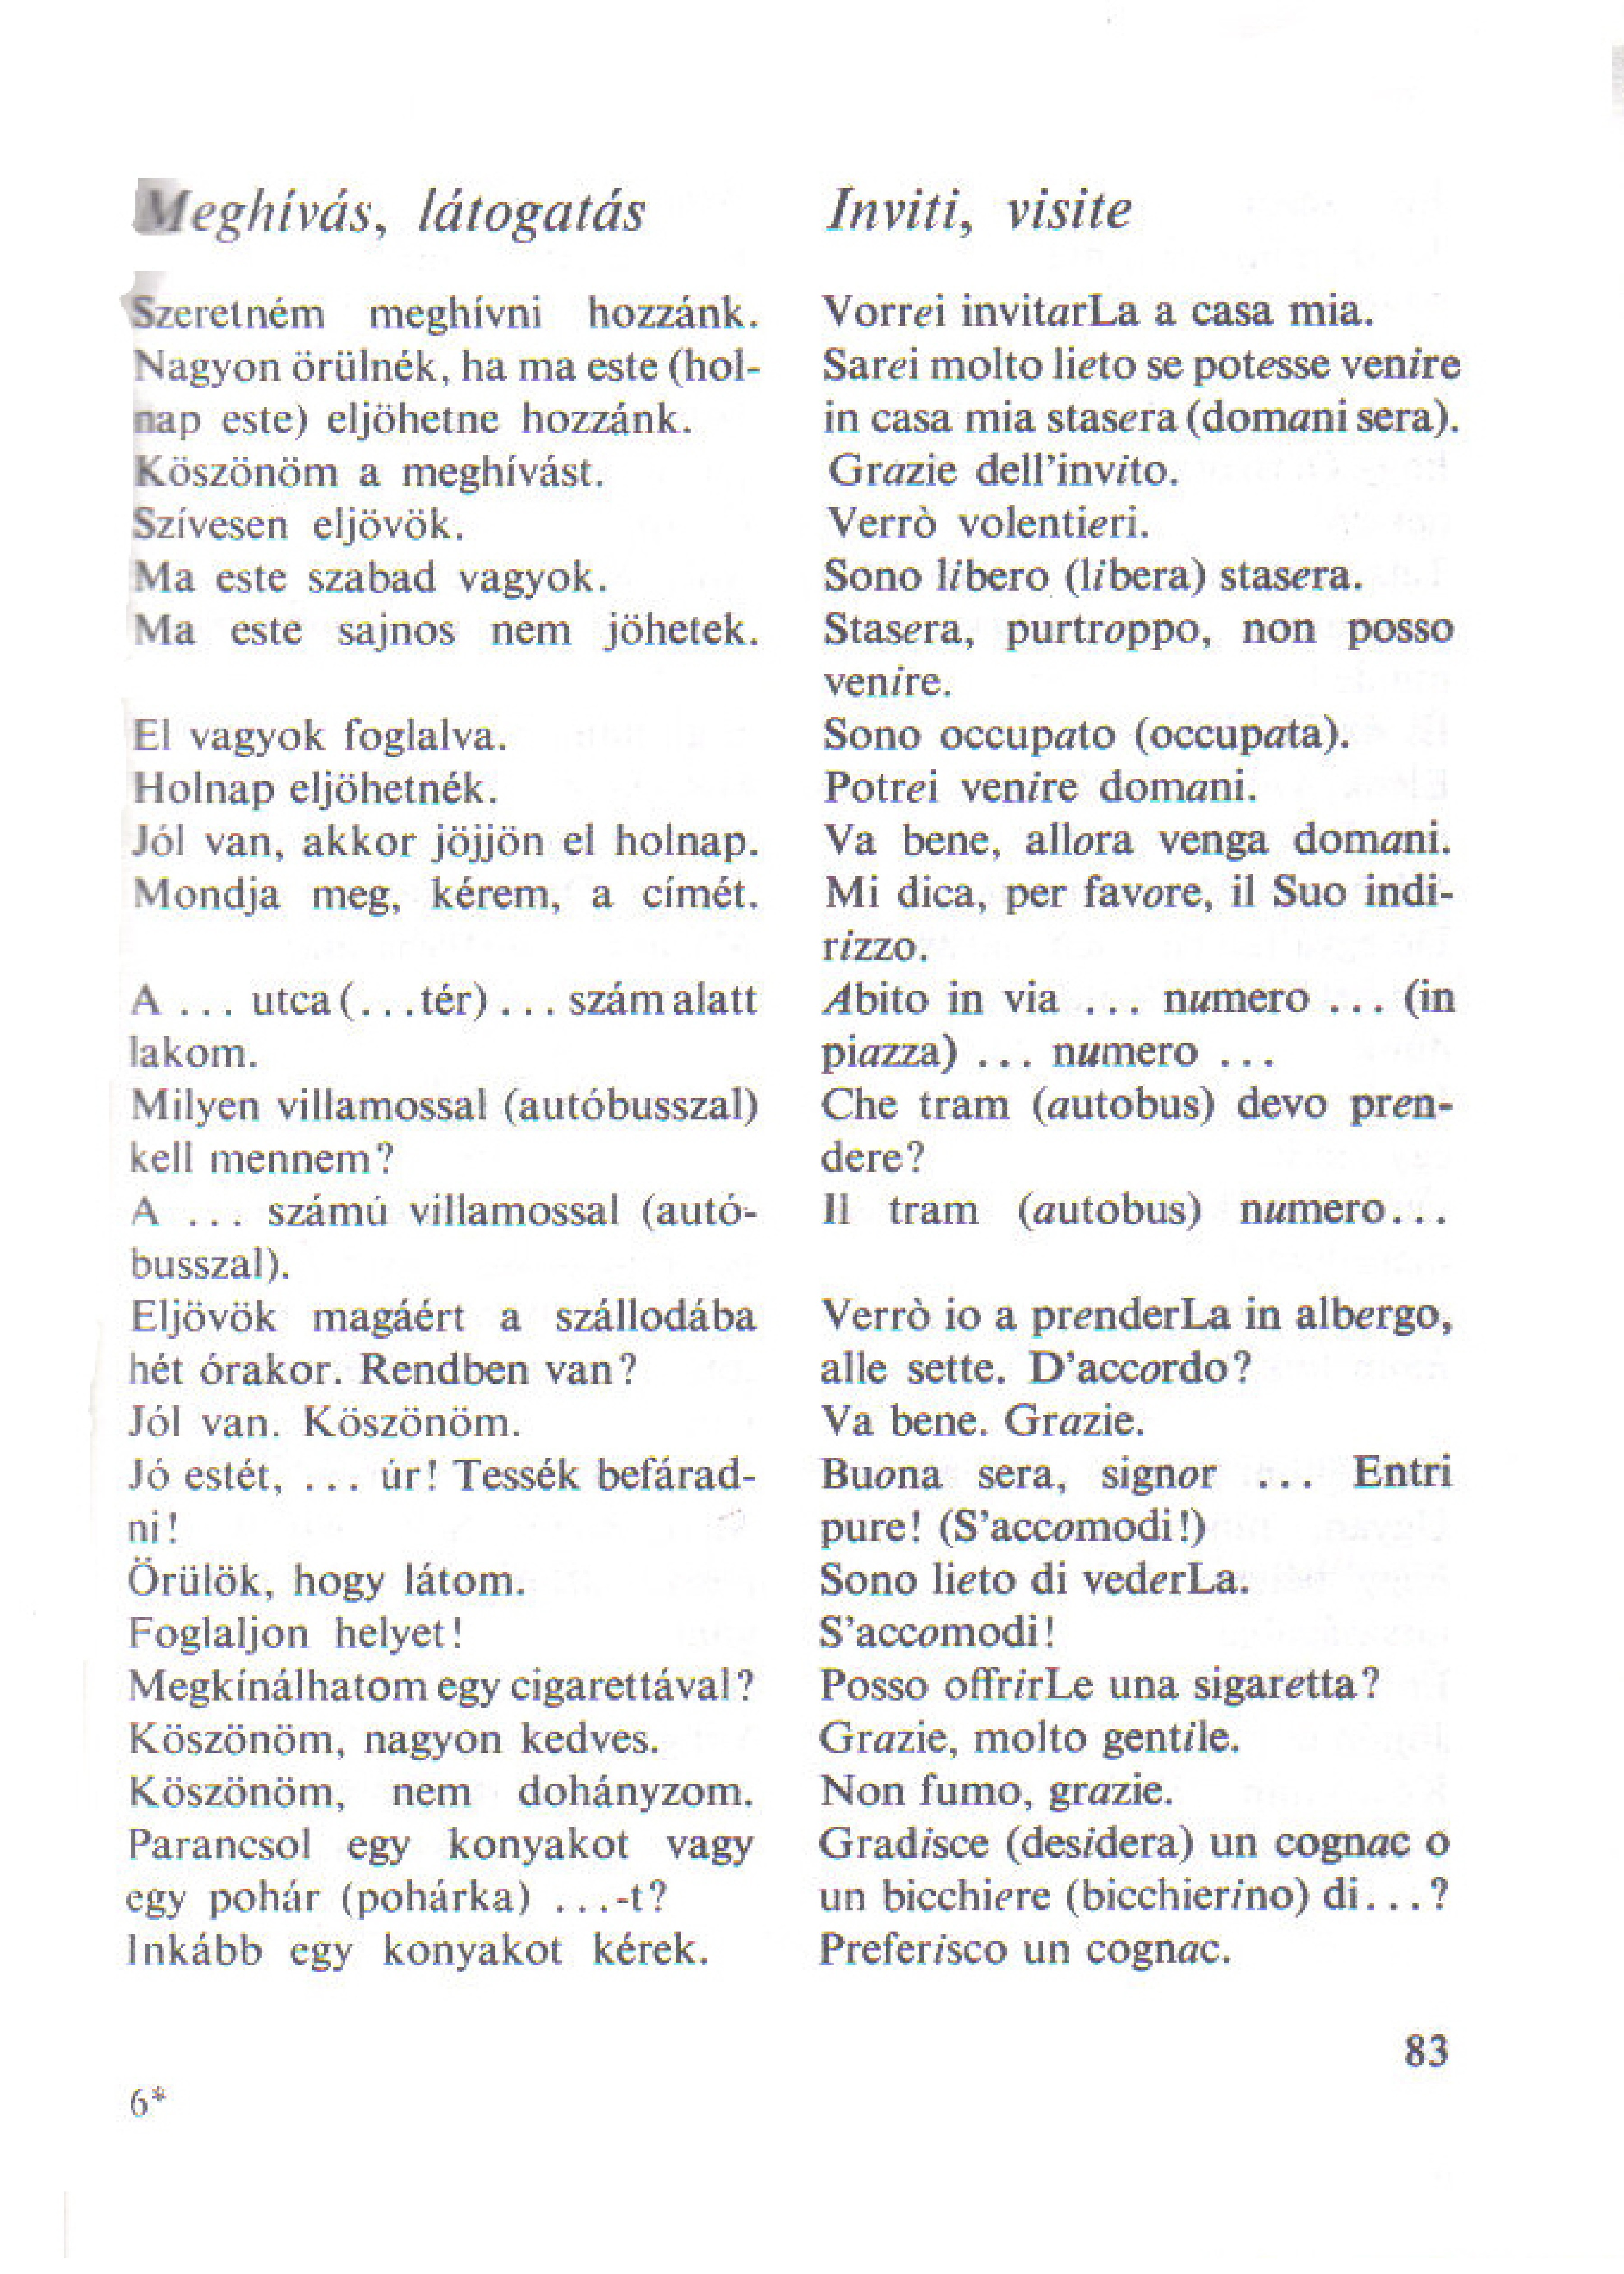 Meghívás, látogatás
Szeretném meghívni hozzánk.
Nagyon örülnék, ha ma este (hol-
nap este) eljöhetne hozzánk.
Köszönöm a meghívást.
Szívesen eljövök.
Ma este szabad vagyok.
Ma este sajnos nem jöhetek.
El vagyok foglalva.
Holnap eljöhetnék.
Jól van, akkor jöjjön el holnap.
Mondja meg, kérem, a címét.
A ... utca (...tér) ... szám alatt
lakom.
Milyen villamossal (autóbusszal)
kell mennem?
A ... számú villamossal (autó-
busszal).
Eljövök magáért a szállodába
hét órakor. Rendben van?
Jól van. Köszönöm.
Jó estét, ... úr! Tessék befárad-
ni!
Örülök, hogy látom.
Foglaljon helyet!
Megkínálhatom egy cigarettával?
Köszönöm, nagyon kedves.
Köszönöm, nem dohányzom.
Parancsol egy konyakot vagy
egy pohár (pohárka) ...-t?
Inkább egy konyakot kérek.
Inviti, visite
Vorrei invitarLa a casa mia.
Sarei molto lieto se potesse venire
in casa mia stasera (domani sera).
Grazie dell'invito.
Verrò volentieri.
Sono libero (libera) stasera.
Stasera, purtroppo, non posso
venire.
Sono occupato (occupata).
Potrei venire domani.
Va bene, allora venga domani.
Mi dica, per favore, il Suo indi-
rizzo.
Abito in via ... numero ... (in
piazza) ... numero ...
Che tram (autobus) devo pren-
dere?
Il tram (autobus) numero...
Verrò io a prenderLa in albergo,
alle sette. D'accordo?
Va bene. Grazie.
Buona sera, signor ... Entri
pure! (S'accomodi!)
Sono lieto di vederLa.
S'accomodi!
Posso offrirLe una sigaretta?
Grazie, molto gentile.
Non fumo, grazie.
Gradisce (desidera) un cognac o
un bicchiere (bicchierino) di...?
Preferisco un cognac.
83
6*